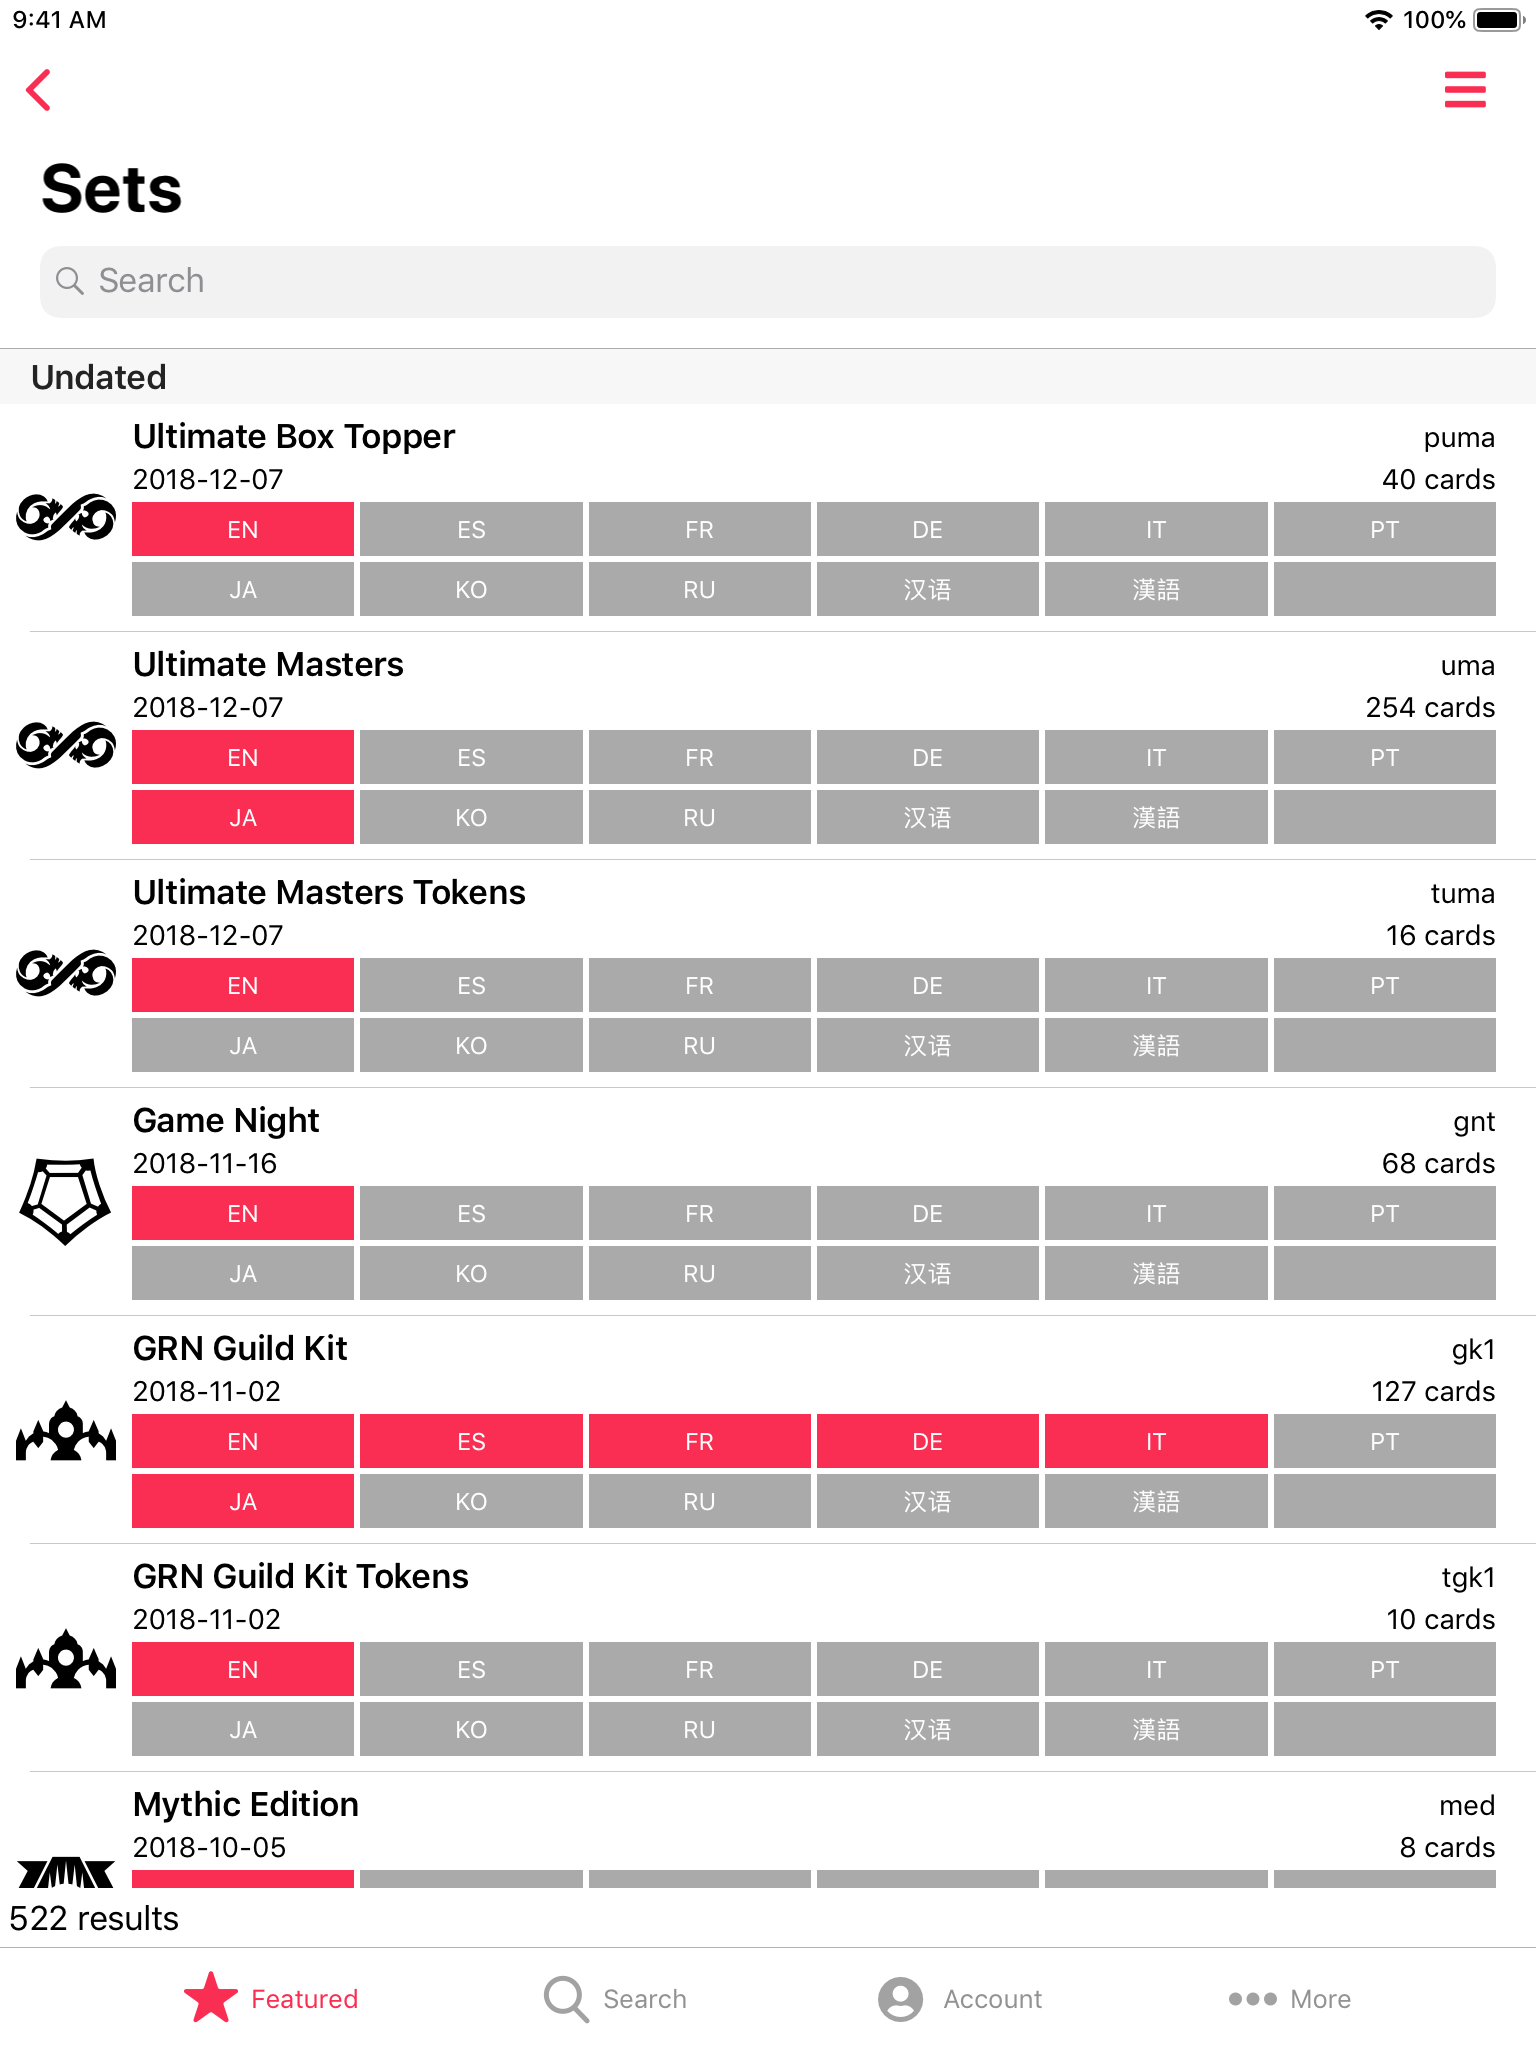 9:41 AM 100%
Sets
Search
Undated
Ultimate Box Topper puma
2018-12-07 40 cards
EN ES FR DE IT PT
JA KO RU 汉语 漢語
Ultimate Masters uma
2018-12-07 254 cards
EN ES FR DE IT PT
JA KO RU 汉语 漢語
Ultimate Masters Tokens tuma
2018-12-07 16 cards
EN ES FR DE IT PT
JA KO RU 汉语 漢語
Game Night gnt
2018-11-16 68 cards
EN ES FR DE IT PT
JA KO RU 汉语 漢語
GRN Guild Kit gk1
2018-11-02 127 cards
EN ES FR DE IT PT
JA KO RU 汉语 漢語
GRN Guild Kit Tokens tgk1
2018-11-02 10 cards
EN ES FR DE IT PT
JA KO RU 汉语 漢語
Mythic Edition med
2018-10-05 8 cards
522 results
Featured Search Account More